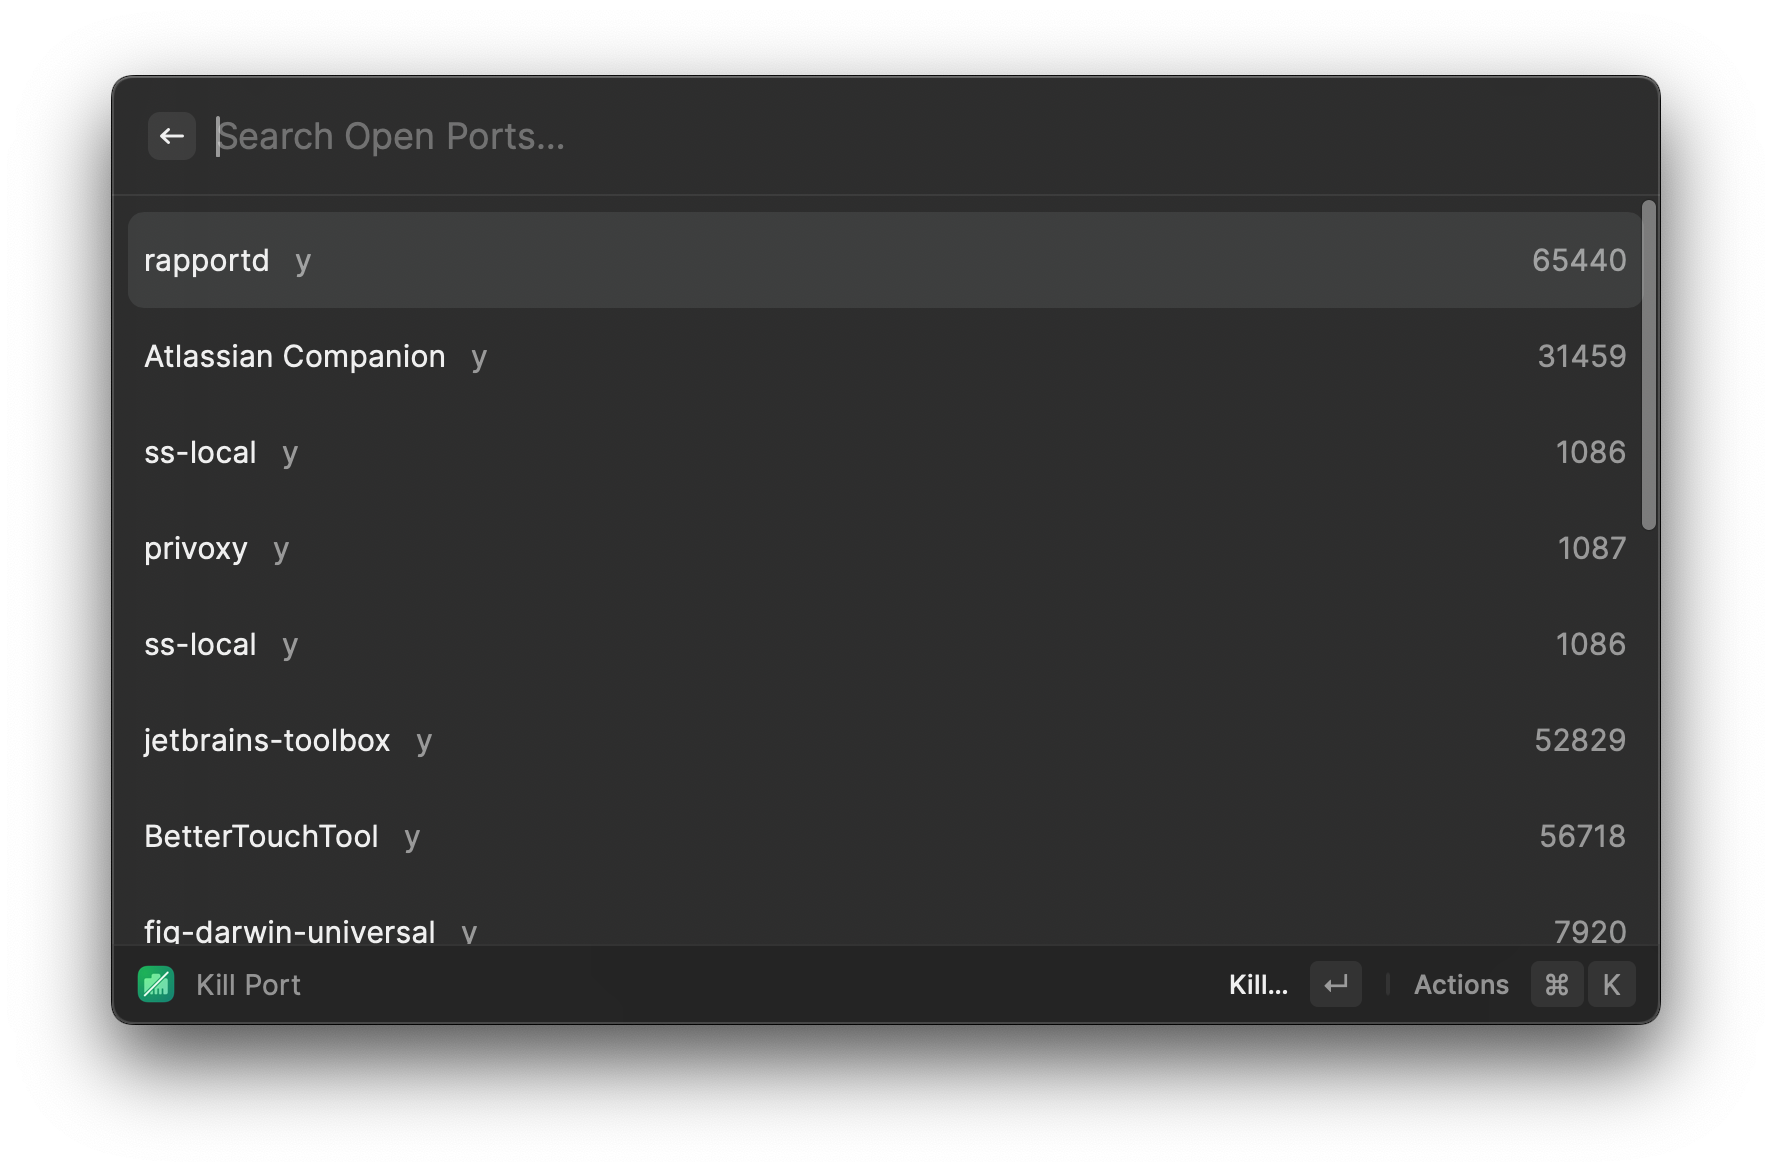 Search Open Ports...
rapportd y 65440
Atlassian Companion y 31459
ss-local y 1086
privoxy y 1087
ss-local y 1086
jetbrains-toolbox y 52829
BetterTouchTool y 56718
fig-darwin-universal y 7920
Kill Port Kill... ↵ Actions ⌘ K